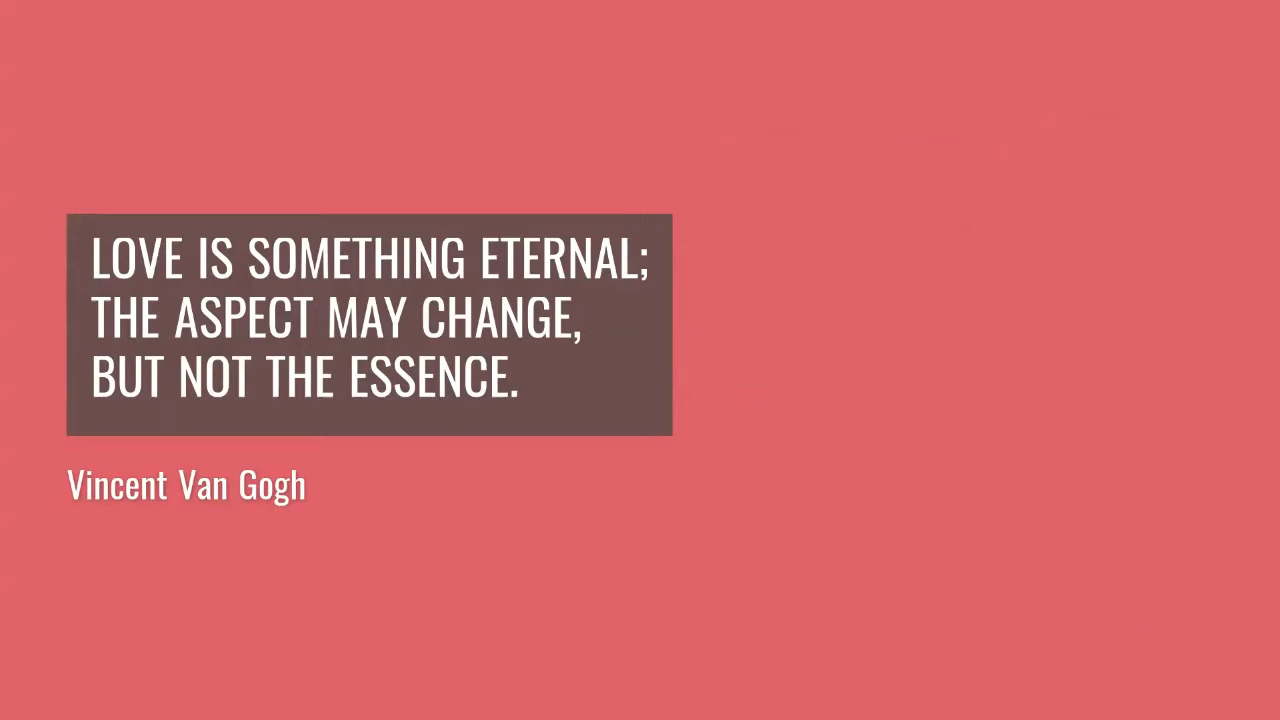 LOVE IS SOMETHING ETERNAL;
THE ASPECT MAY CHANGE,
BUT NOT THE ESSENCE.
Vincent Van Gogh